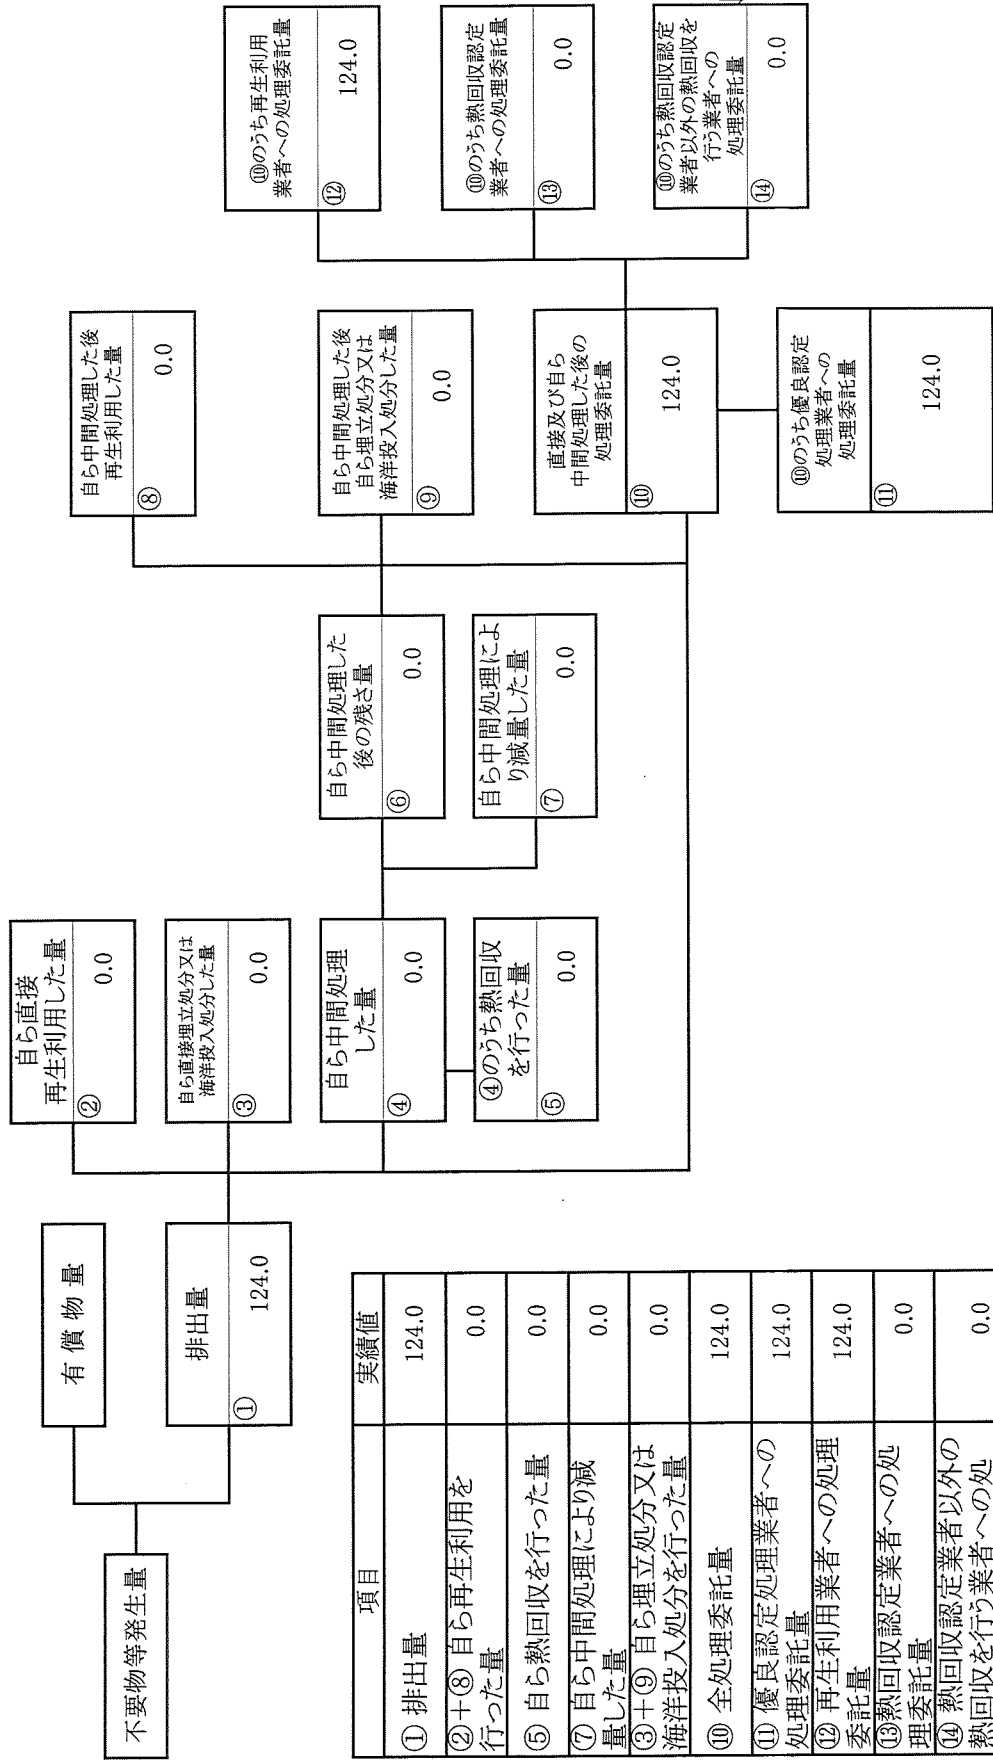 不要物等発生量
有 償 物 量
排出量
①
124.0
自ら直接
再生利用した量
②
0.0
自ら直接埋立処分又は
海洋投入処分した量
③
0.0
自ら中間処理
した量
④
0.0
④のうち熱回収
を行った量
⑤
0.0
自ら中間処理した
後の残さ量
⑥
0.0
自ら中間処理によ
り減量した量
⑦
0.0
自ら中間処理した後
再生利用した量
⑧
0.0
自ら中間処理した後
自ら埋立処分又は
海洋投入処分した量
⑨
0.0
直接及び自ら
中間処理した後の
処理委託量
⑩
124.0
⑩のうち優良認定
処理業者への
処理委託量
⑪
124.0
⑩のうち再生利用
業者への処理委託量
⑫
124.0
⑩のうち熱回収認定
業者への処理委託量
⑬
0.0
⑩のうち熱回収認定
業者以外の熱回収を
行う業者への
処理委託量
⑭
0.0
項目 実績値
① 排出量 124.0
②+⑧ 自ら再生利用を
行った量 0.0
⑤ 自ら熱回収を行った量 0.0
⑦ 自ら中間処理により減
量した量 0.0
③+⑨ 自ら埋立処分又は
海洋投入処分を行った量 0.0
⑩ 全処理委託量 124.0
⑪ 優良認定処理業者への
処理委託量 124.0
⑫ 再生利用業者への処理
委託量 124.0
⑬熱回収認定業者への処
理委託量 0.0
⑭ 熱回収認定業者以外の
熱回収を行う業者への処 0.0